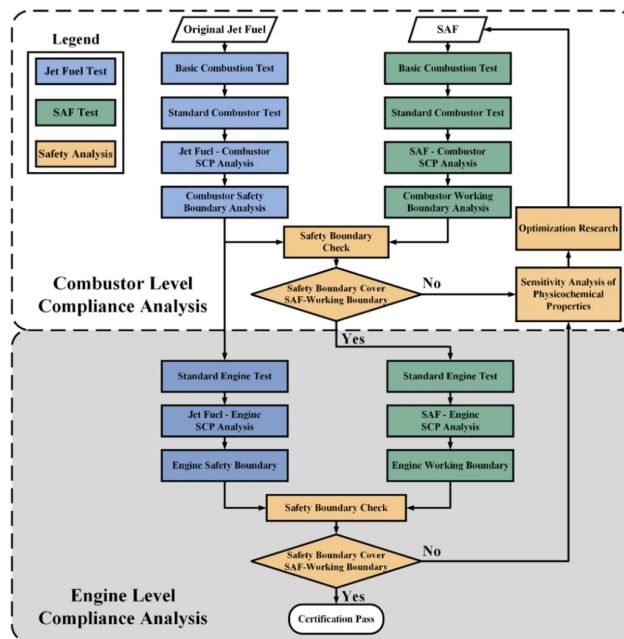 Original Jet Fuel
SAF
Legend
Jet Fuel Test
SAF Test
Safety Analysis
Basic Combustion Test
Basic Combustion Test
Standard Combustor Test
Standard Combustor Test
Jet Fuel - Combustor
SCP Analysis
SAF - Combustor
SCP Analysis
Combustor Safety
Boundary Analysis
Combustor Working
Boundary Analysis
Safety Boundary
Check
Optimization Research
Safety Boundary Cover
SAF-Working Boundary
No
Sensitivity Analysis of
Physicochemical
Properties
Combustor Level
Compliance Analysis
Yes
Standard Engine Test
Standard Engine Test
Jet Fuel - Engine
SCP Analysis
SAF - Engine
SCP Analysis
Engine Safety Boundary
Engine Working Boundary
Safety Boundary Check
Safety Boundary Cover
SAF-Working Boundary
No
Yes
Engine Level
Compliance Analysis
Certification Pass